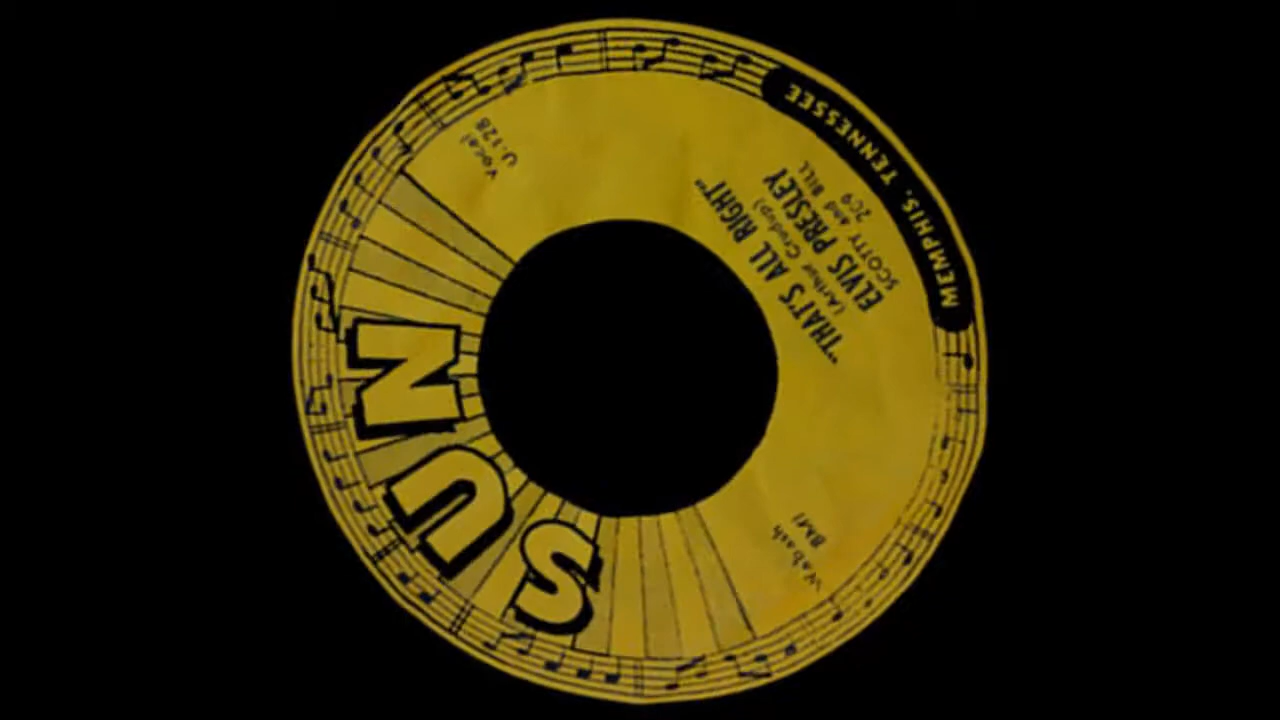 SUN
Vocal
U.128
Wabash
BMI
"THAT'S ALL RIGHT"
(Arthur Crudup)
ELVIS PRESLEY
SCOTTY and BILL
209
MEMPHIS, TENNESSEE